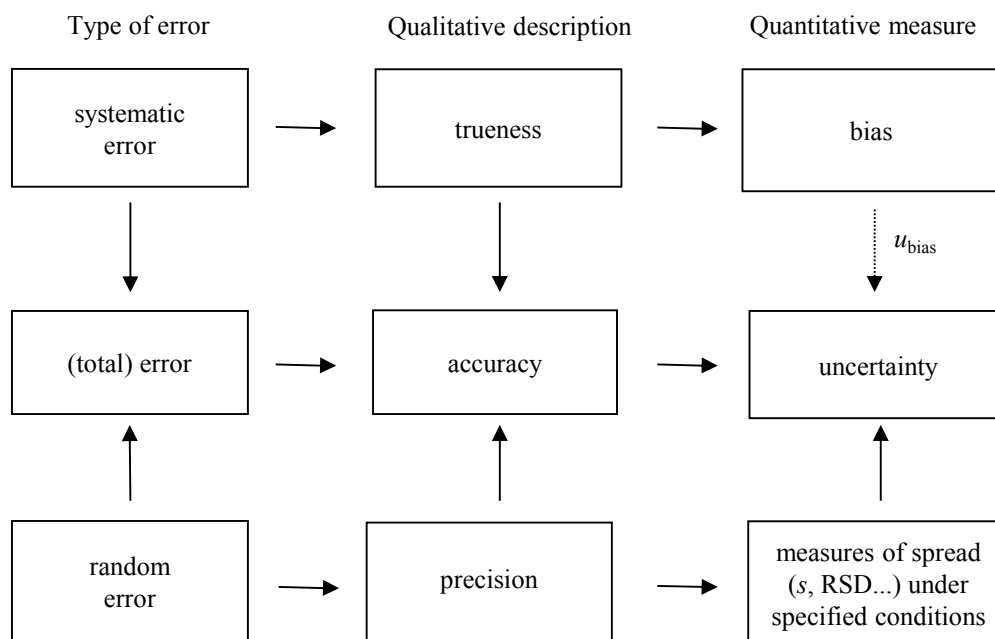 Type of error
Qualitative description
Quantitative measure
systematic
error
trueness
bias
u_bias
(total) error
accuracy
uncertainty
random
error
precision
measures of spread
(s, RSD...) under
specified conditions